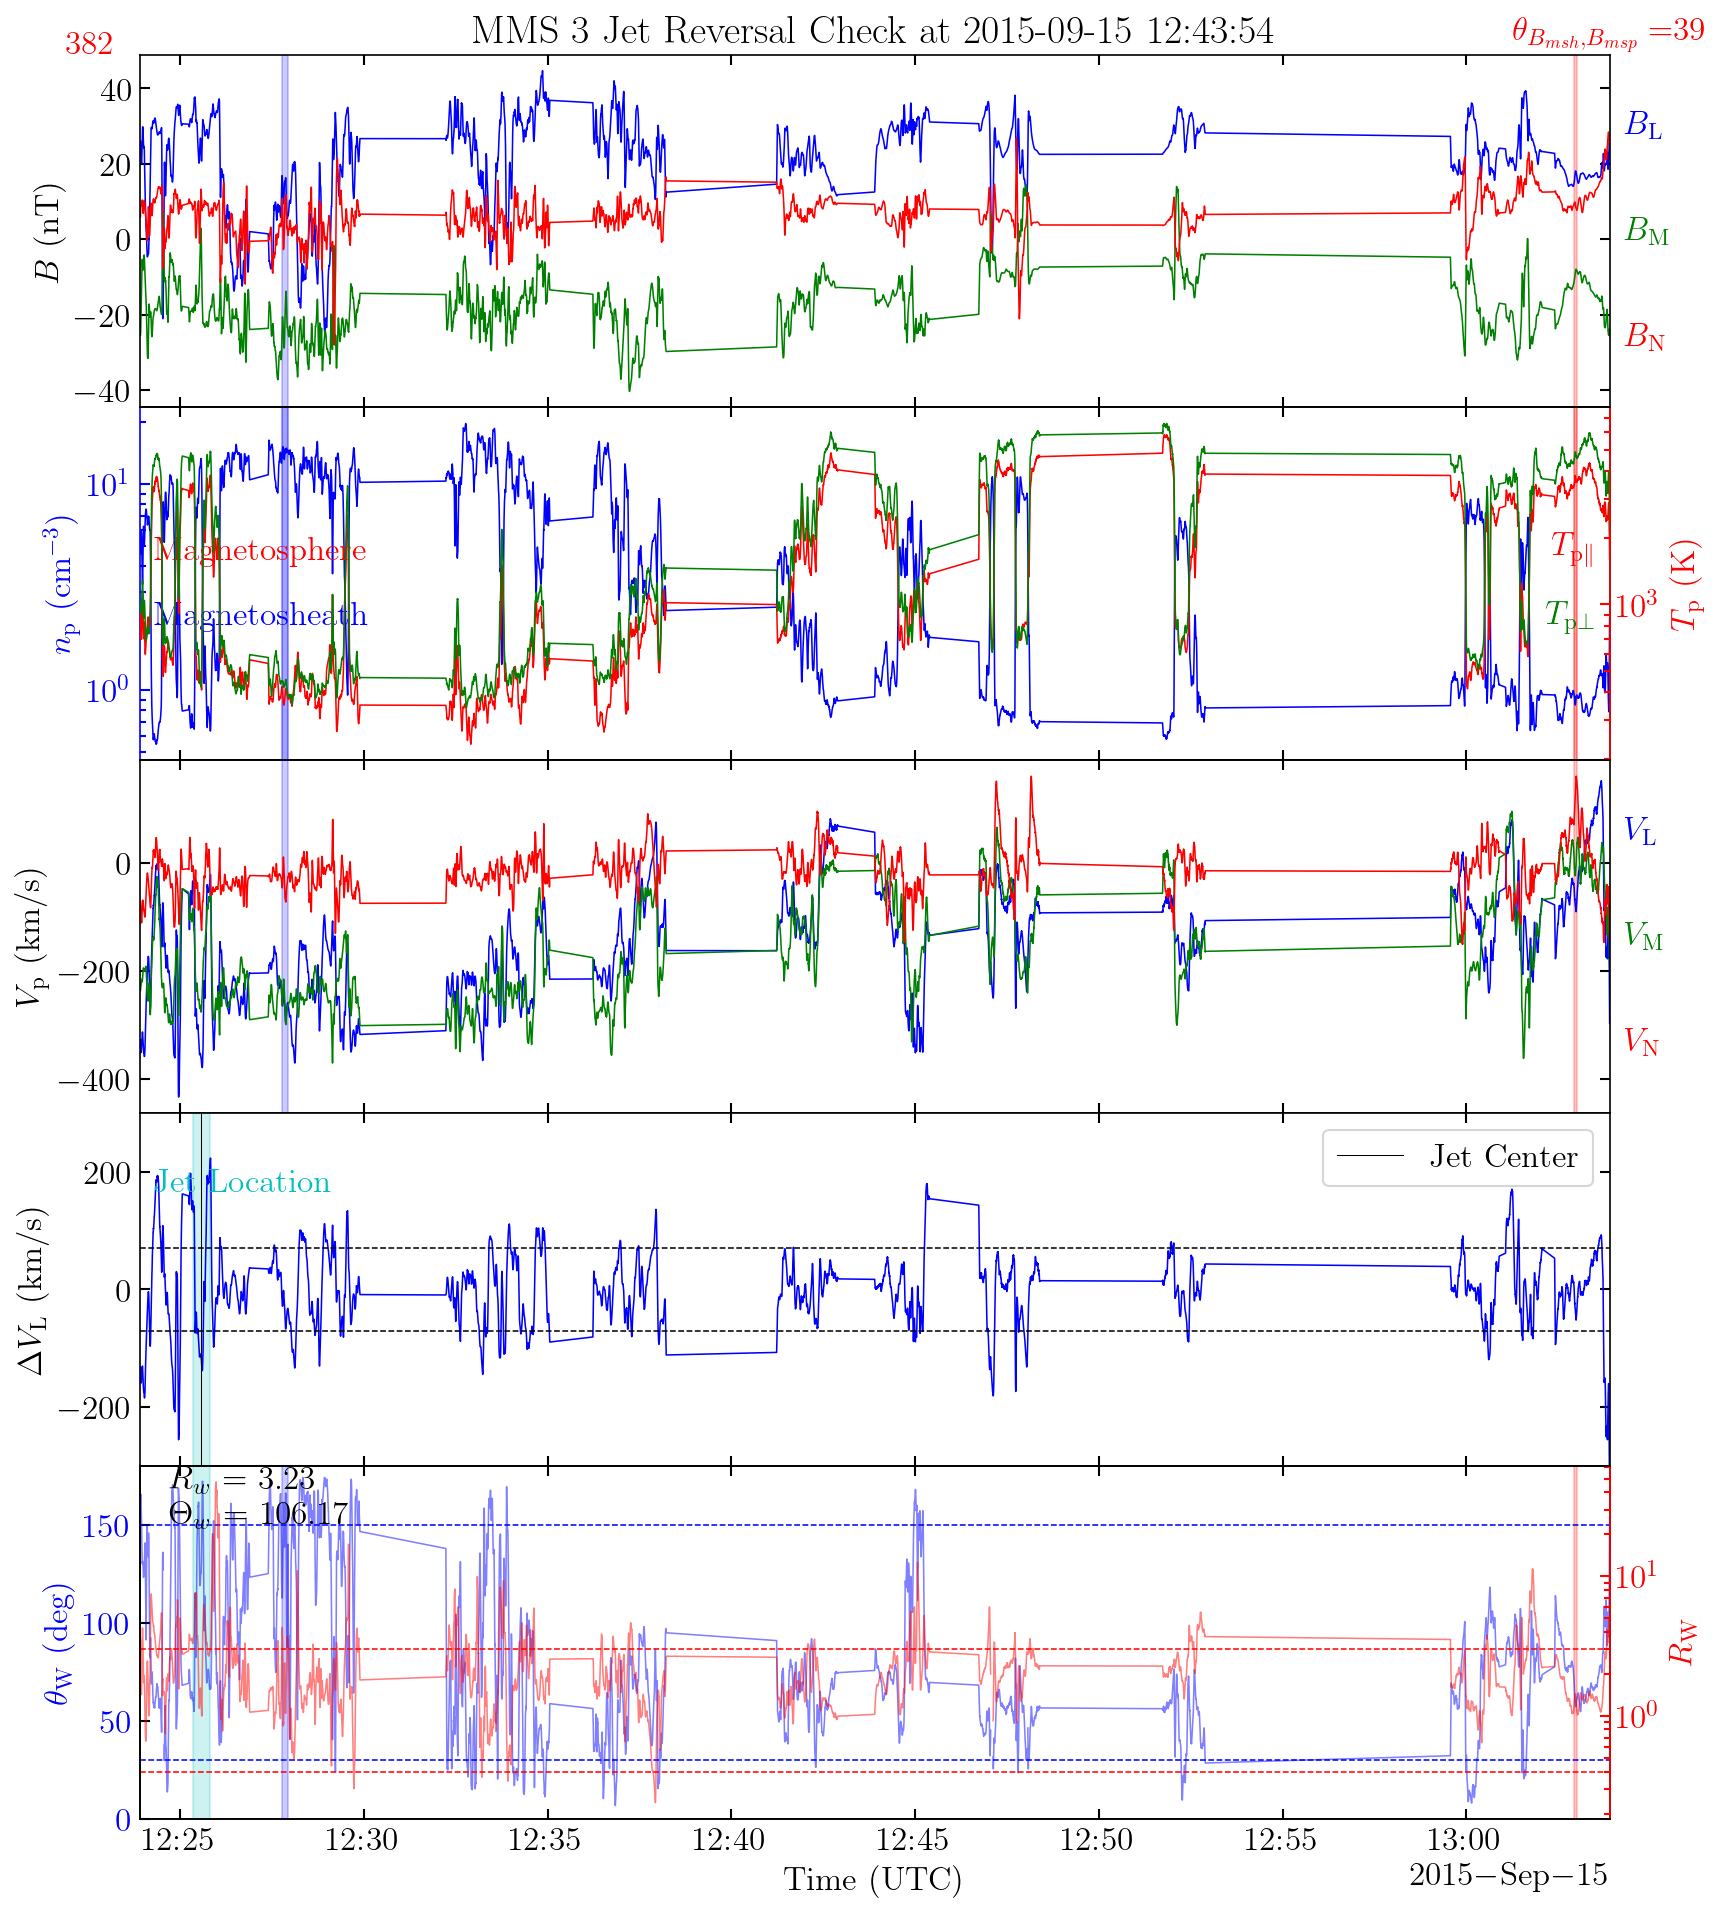 MMS 3 Jet Reversal Check at 2015-09-15 12:43:54
382
θ_{B_{msh},B_{msp}} =39
40
20
0
−20
−40
B (nT)
B_L
B_M
B_N
10^1
10^0
n_p (cm^{−3})
Magnetosphere
Magnetosheath
T_{p∥}
T_{p⊥}
10^3
T_p (K)
0
−200
−400
V_p (km/s)
V_L
V_M
V_N
200
0
−200
ΔV_L (km/s)
Jet Location
Jet Center
R_w = 3.23
Θ_w = 106.17
150
100
50
0
θ_W (deg)
10^1
10^0
R_W
12:25
12:30
12:35
12:40
12:45
12:50
12:55
13:00
Time (UTC)
2015−Sep−15